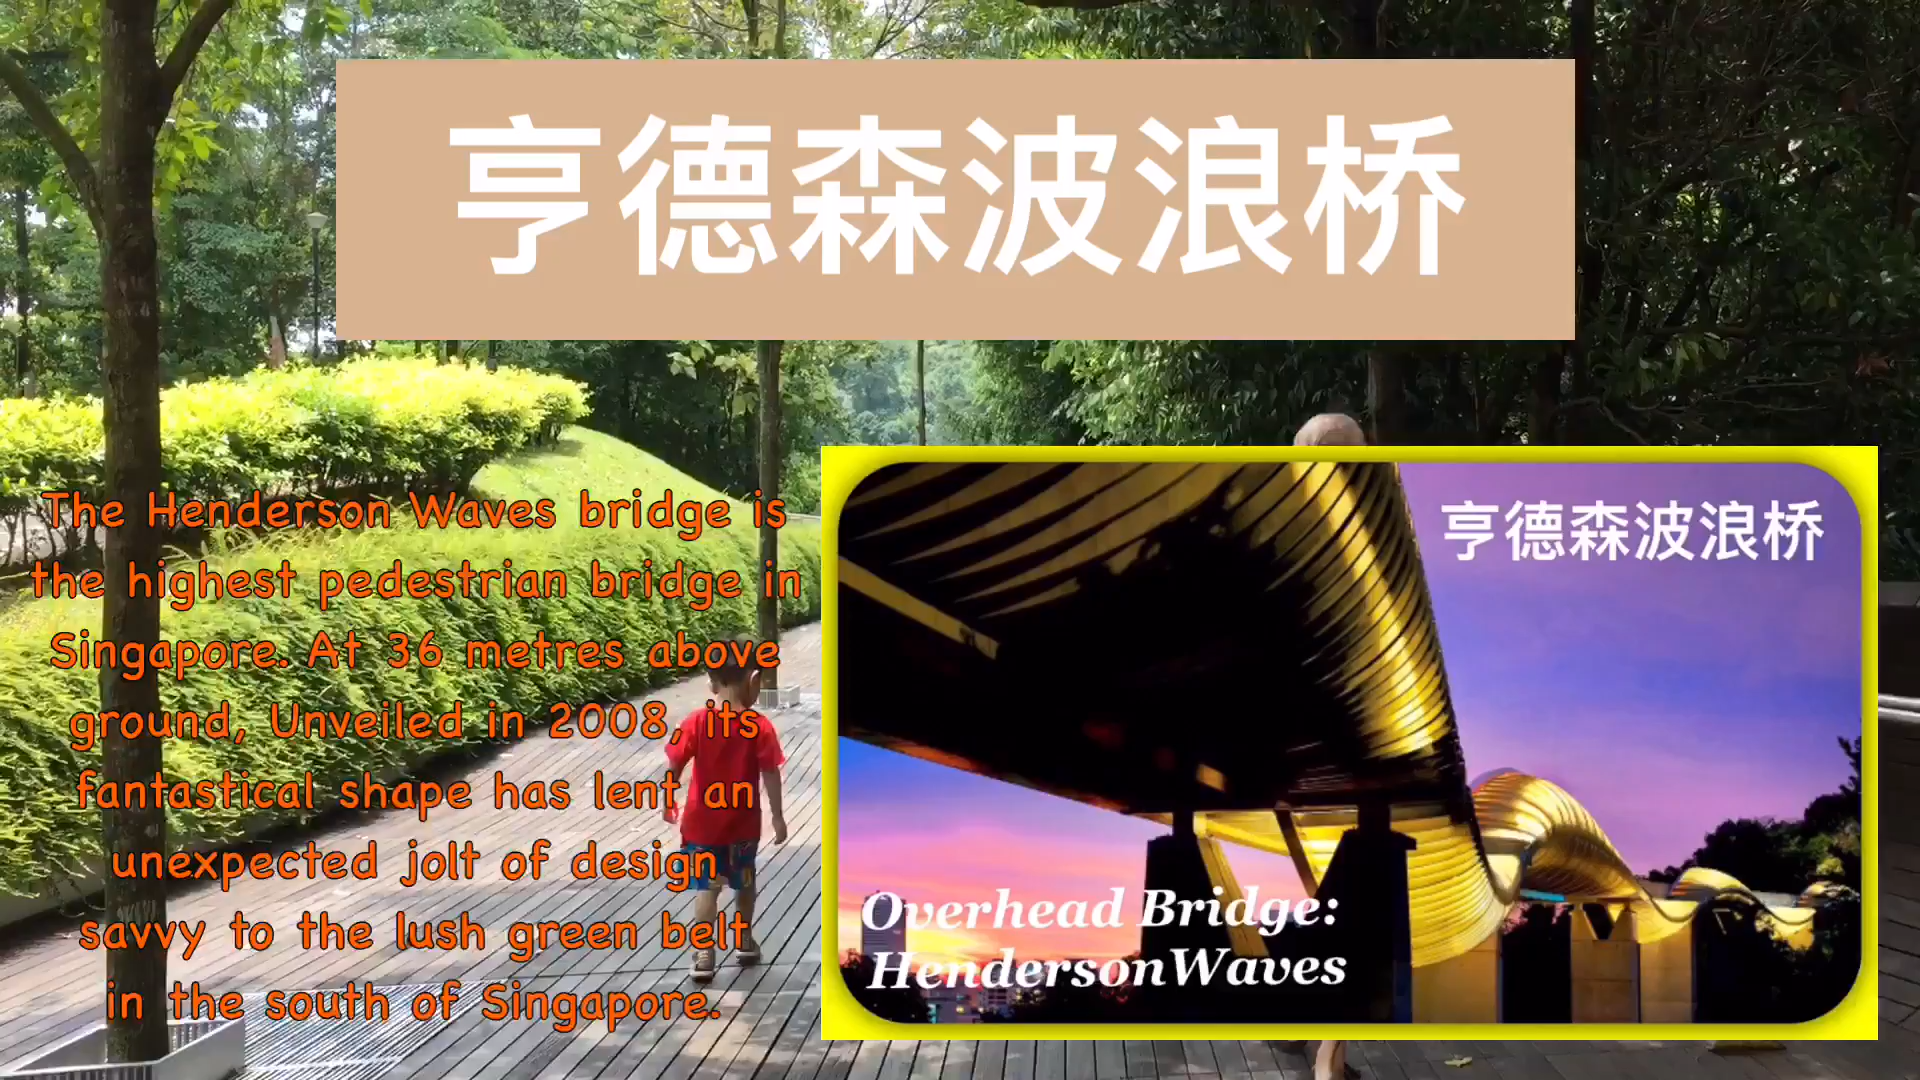 亨德森波浪桥
The Henderson Waves bridge is
the highest pedestrian bridge in
Singapore. At 36 metres above
ground, Unveiled in 2008, its
fantastical shape has lent an
unexpected jolt of design
savvy to the lush green belt
in the south of Singapore.
亨德森波浪桥
Overhead Bridge:
HendersonWaves